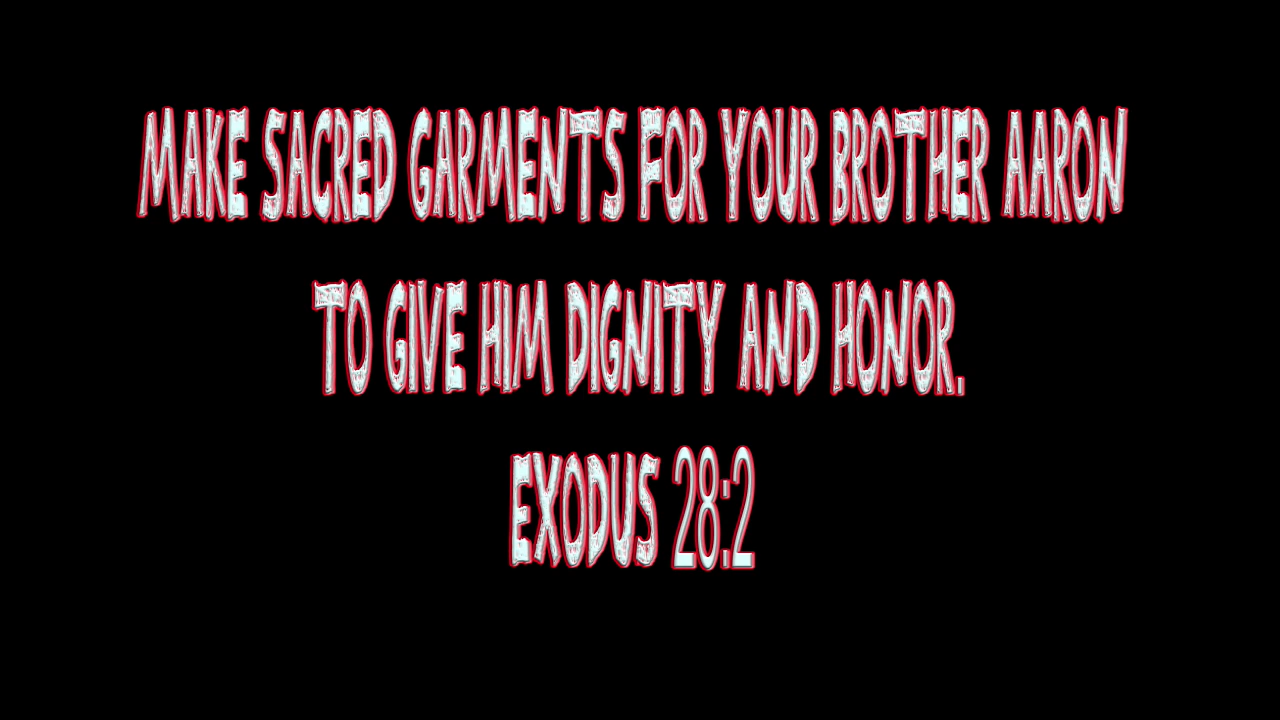 MAKE SACRED GARMENTS FOR YOUR BROTHER AARON
TO GIVE HIM DIGNITY AND HONOR.
EXODUS 28:2